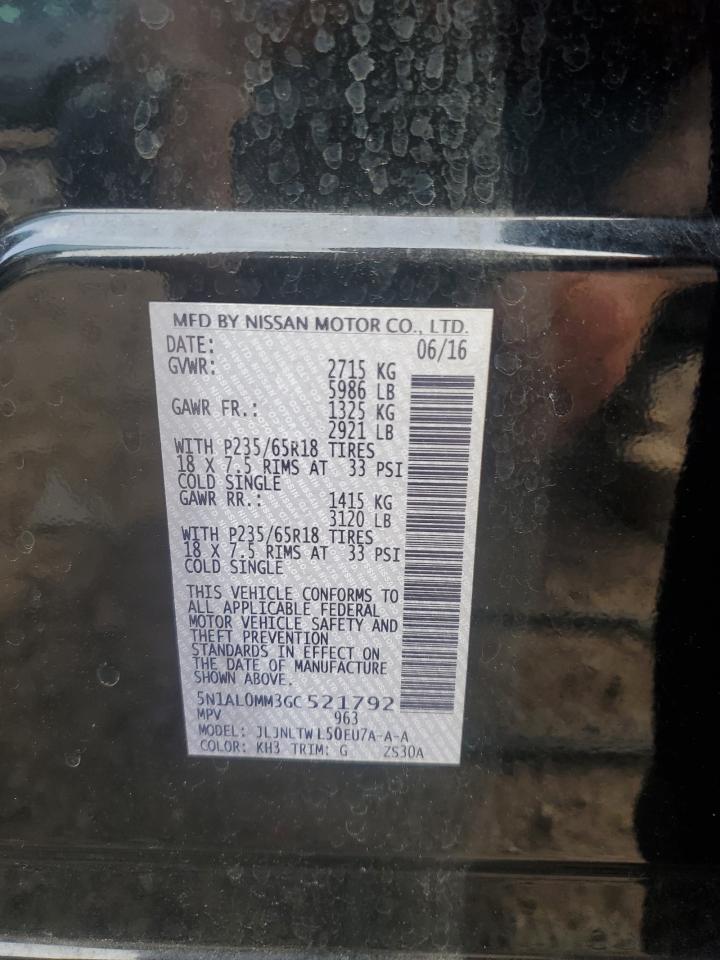 MFD BY NISSAN MOTOR CO., LTD.
DATE: 06/16
GVWR: 2715 KG
5986 LB
GAWR FR.: 1325 KG
2921 LB
WITH P235/65R18 TIRES
18 X 7.5 RIMS AT 33 PSI
COLD SINGLE
GAWR RR.: 1415 KG
3120 LB
WITH P235/65R18 TIRES
18 X 7.5 RIMS AT 33 PSI
COLD SINGLE
THIS VEHICLE CONFORMS TO
ALL APPLICABLE FEDERAL
MOTOR VEHICLE SAFETY AND
THEFT PREVENTION
STANDARDS IN EFFECT ON
THE DATE OF MANUFACTURE
SHOWN ABOVE.
5N1AL0MM3GC521792
MPV 963
MODEL: JLJNLTWL50EU7A-A-A
COLOR: KH3 TRIM: G ZS30A